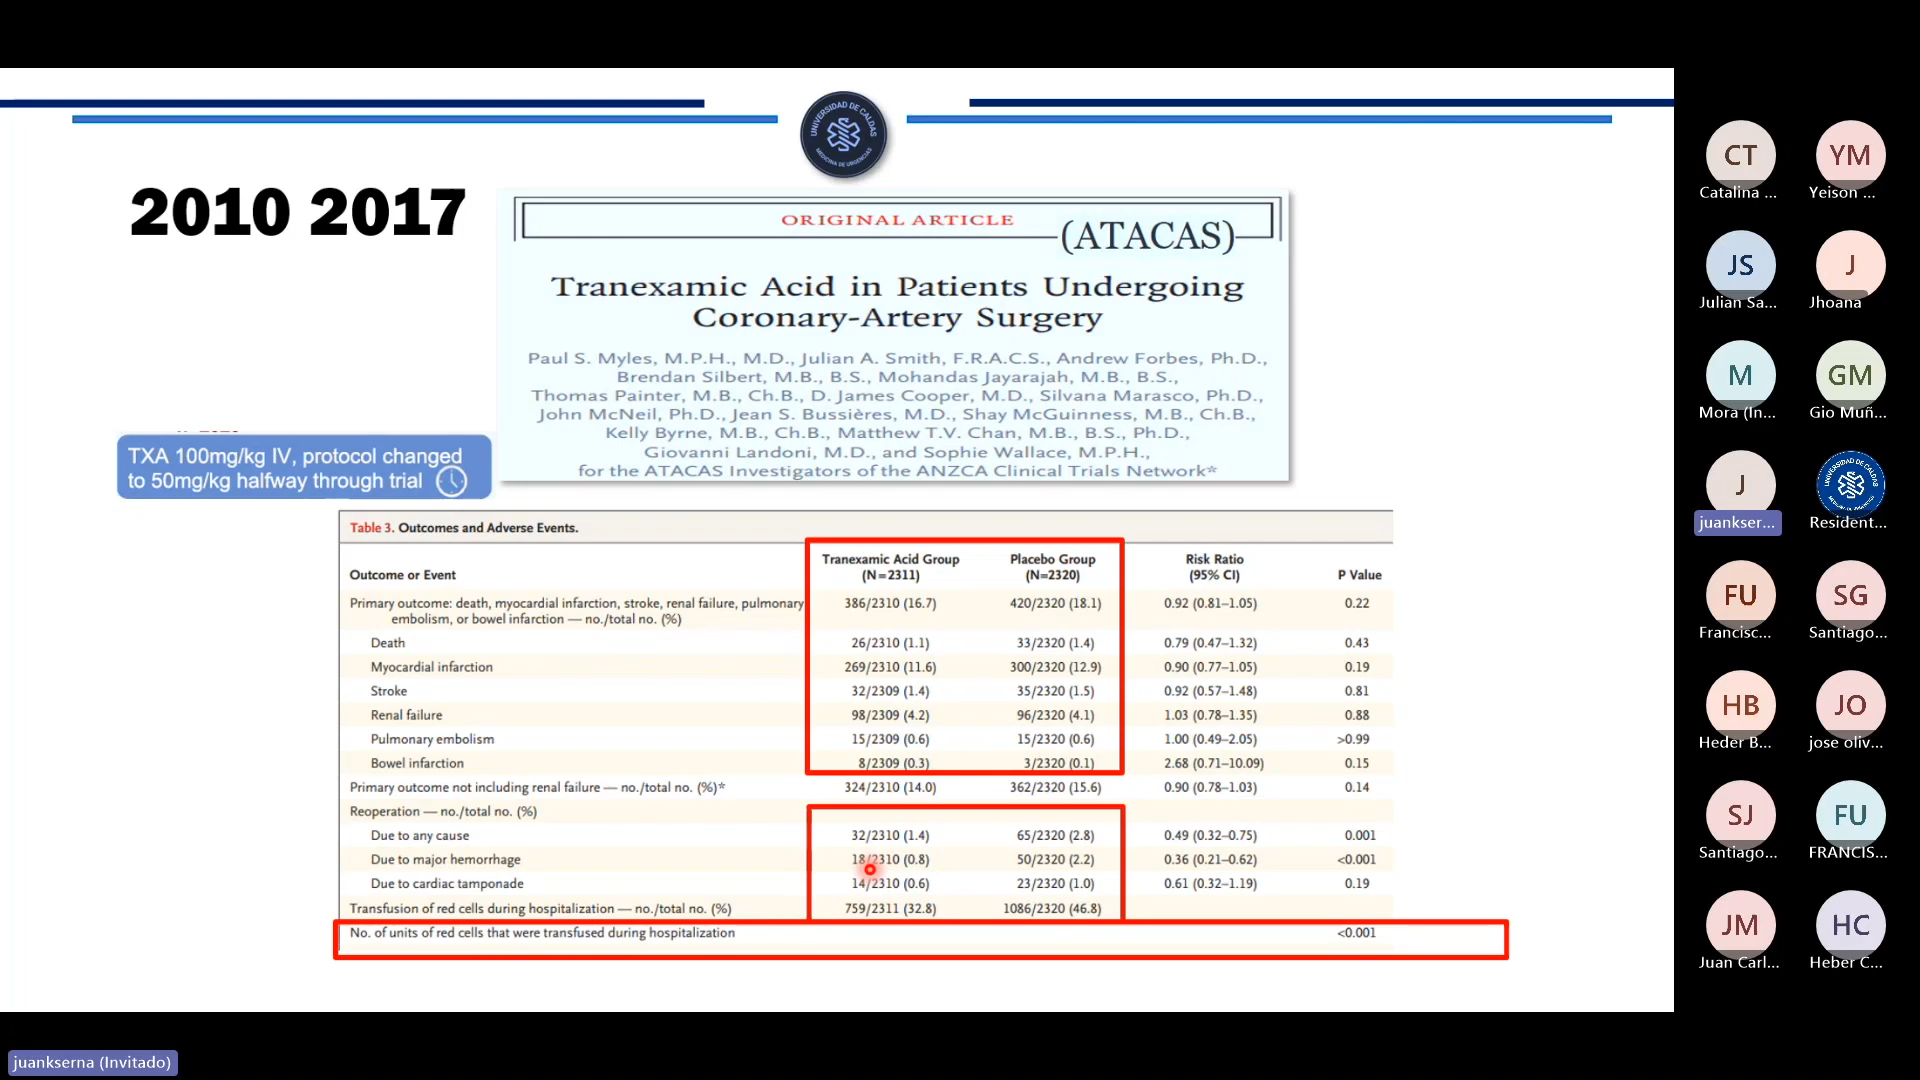 UNIVERSIDAD DE CALDAS
MEDICINA DE URGENCIAS
2010 2017
ORIGINAL ARTICLE
(ATACAS)
Tranexamic Acid in Patients Undergoing
Coronary-Artery Surgery
Paul S. Myles, M.P.H., M.D., Julian A. Smith, F.R.A.C.S., Andrew Forbes, Ph.D.,
Brendan Silbert, M.B., B.S., Mohandas Jayarajah, M.B., B.S.,
Thomas Painter, M.B., Ch.B., D. James Cooper, M.D., Silvana Marasco, Ph.D.,
John McNeil, Ph.D., Jean S. Bussières, M.D., Shay McGuinness, M.B., Ch.B.,
Kelly Byrne, M.B., Ch.B., Matthew T.V. Chan, M.B., B.S., Ph.D.,
Giovanni Landoni, M.D., and Sophie Wallace, M.P.H.,
for the ATACAS Investigators of the ANZCA Clinical Trials Network*
TXA 100mg/kg IV, protocol changed
to 50mg/kg halfway through trial
Table 3. Outcomes and Adverse Events.
Outcome or Event Tranexamic Acid Group (N=2311) Placebo Group (N=2320) Risk Ratio (95% CI) P Value
Primary outcome: death, myocardial infarction, stroke, renal failure, pulmonary embolism, or bowel infarction — no./total no. (%) 386/2310 (16.7) 420/2320 (18.1) 0.92 (0.81–1.05) 0.22
Death 26/2310 (1.1) 33/2320 (1.4) 0.79 (0.47–1.32) 0.43
Myocardial infarction 269/2310 (11.6) 300/2320 (12.9) 0.90 (0.77–1.05) 0.19
Stroke 32/2309 (1.4) 35/2320 (1.5) 0.92 (0.57–1.48) 0.81
Renal failure 98/2309 (4.2) 96/2320 (4.1) 1.03 (0.78–1.35) 0.88
Pulmonary embolism 15/2309 (0.6) 15/2320 (0.6) 1.00 (0.49–2.05) >0.99
Bowel infarction 8/2309 (0.3) 3/2320 (0.1) 2.68 (0.71–10.09) 0.15
Primary outcome not including renal failure — no./total no. (%)* 324/2310 (14.0) 362/2320 (15.6) 0.90 (0.78–1.03) 0.14
Reoperation — no./total no. (%)
Due to any cause 32/2310 (1.4) 65/2320 (2.8) 0.49 (0.32–0.75) 0.001
Due to major hemorrhage 18/2310 (0.8) 50/2320 (2.2) 0.36 (0.21–0.62) <0.001
Due to cardiac tamponade 14/2310 (0.6) 23/2320 (1.0) 0.61 (0.32–1.19) 0.19
Transfusion of red cells during hospitalization — no./total no. (%) 759/2311 (32.8) 1086/2320 (46.8)
No. of units of red cells that were transfused during hospitalization <0.001
CT YM
Catalina ... Yeison ...
JS J
Julian Sa... Jhoana
M GM
Mora (In... Gio Muñ...
J UNIVERSIDAD DE CALDAS
juankser... Resident...
FU SG
Francisc... Santiago...
HB JO
Heder B... jose oliv...
SJ FU
Santiago... FRANCIS...
JM HC
Juan Carl... Heber C...
juankserna (Invitado)